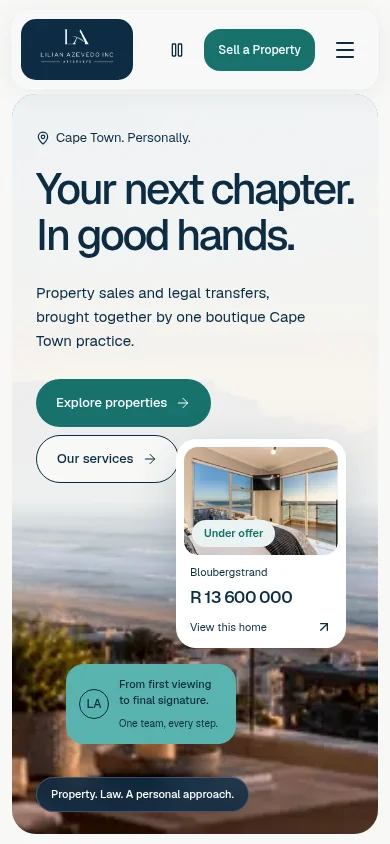 LA
LILIAN AZEVEDO INC
ATTORNEYS
Sell a Property
Cape Town. Personally.
Your next chapter.
In good hands.
Property sales and legal transfers,
brought together by one boutique Cape
Town practice.
Explore properties
Our services
Under offer
Bloubergstrand
R 13 600 000
View this home
LA
From first viewing
to final signature.
One team, every step.
Property. Law. A personal approach.